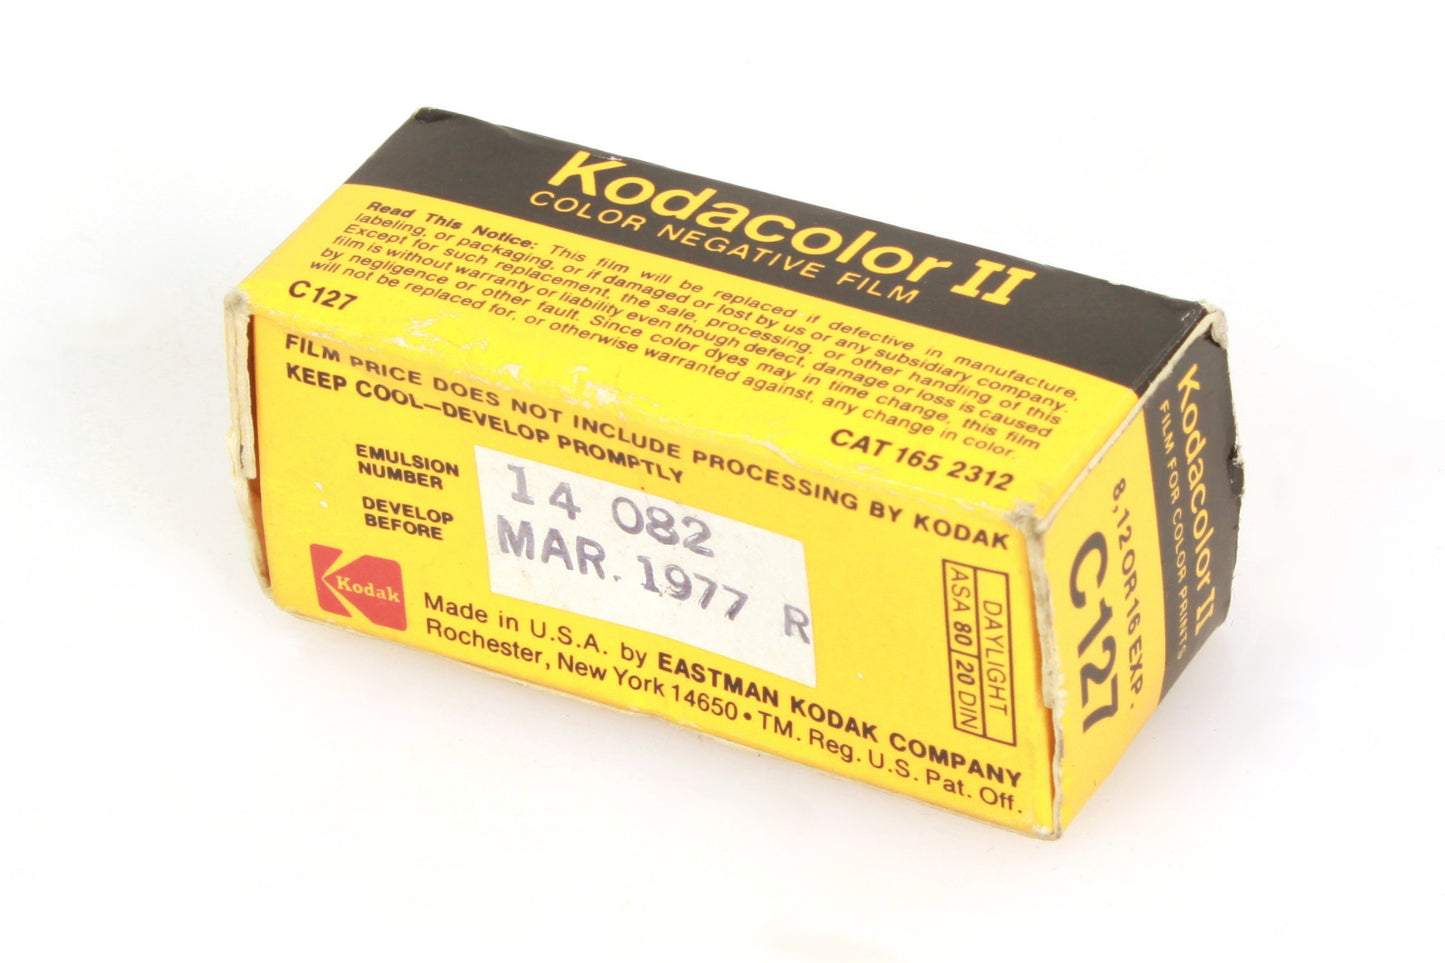 Kodacolor II
COLOR NEGATIVE FILM
Read This Notice: This film will be replaced if defective in manufacture,
labeling, or packaging, or if damaged or lost by us or any subsidiary company.
Except for such replacement, the sale, processing, or other handling of this
film is without warranty or liability even though defect, damage or loss is caused
by negligence or other fault. Since color dyes may in time change, this film
will not be replaced for, or otherwise warranted against, any change in color.
C127
CAT 165 2312
FILM PRICE DOES NOT INCLUDE PROCESSING BY KODAK
KEEP COOL—DEVELOP PROMPTLY
EMULSION
NUMBER
14 082
DEVELOP
BEFORE
MAR. 1977 R
Kodak
Made in U.S.A. by EASTMAN KODAK COMPANY
Rochester, New York 14650 • TM. Reg. U.S. Pat. Off.
DAYLIGHT
ASA 80 20 DIN
Kodacolor II
FILM FOR COLOR PRINTS
8,12 OR 16 EXP.
C127